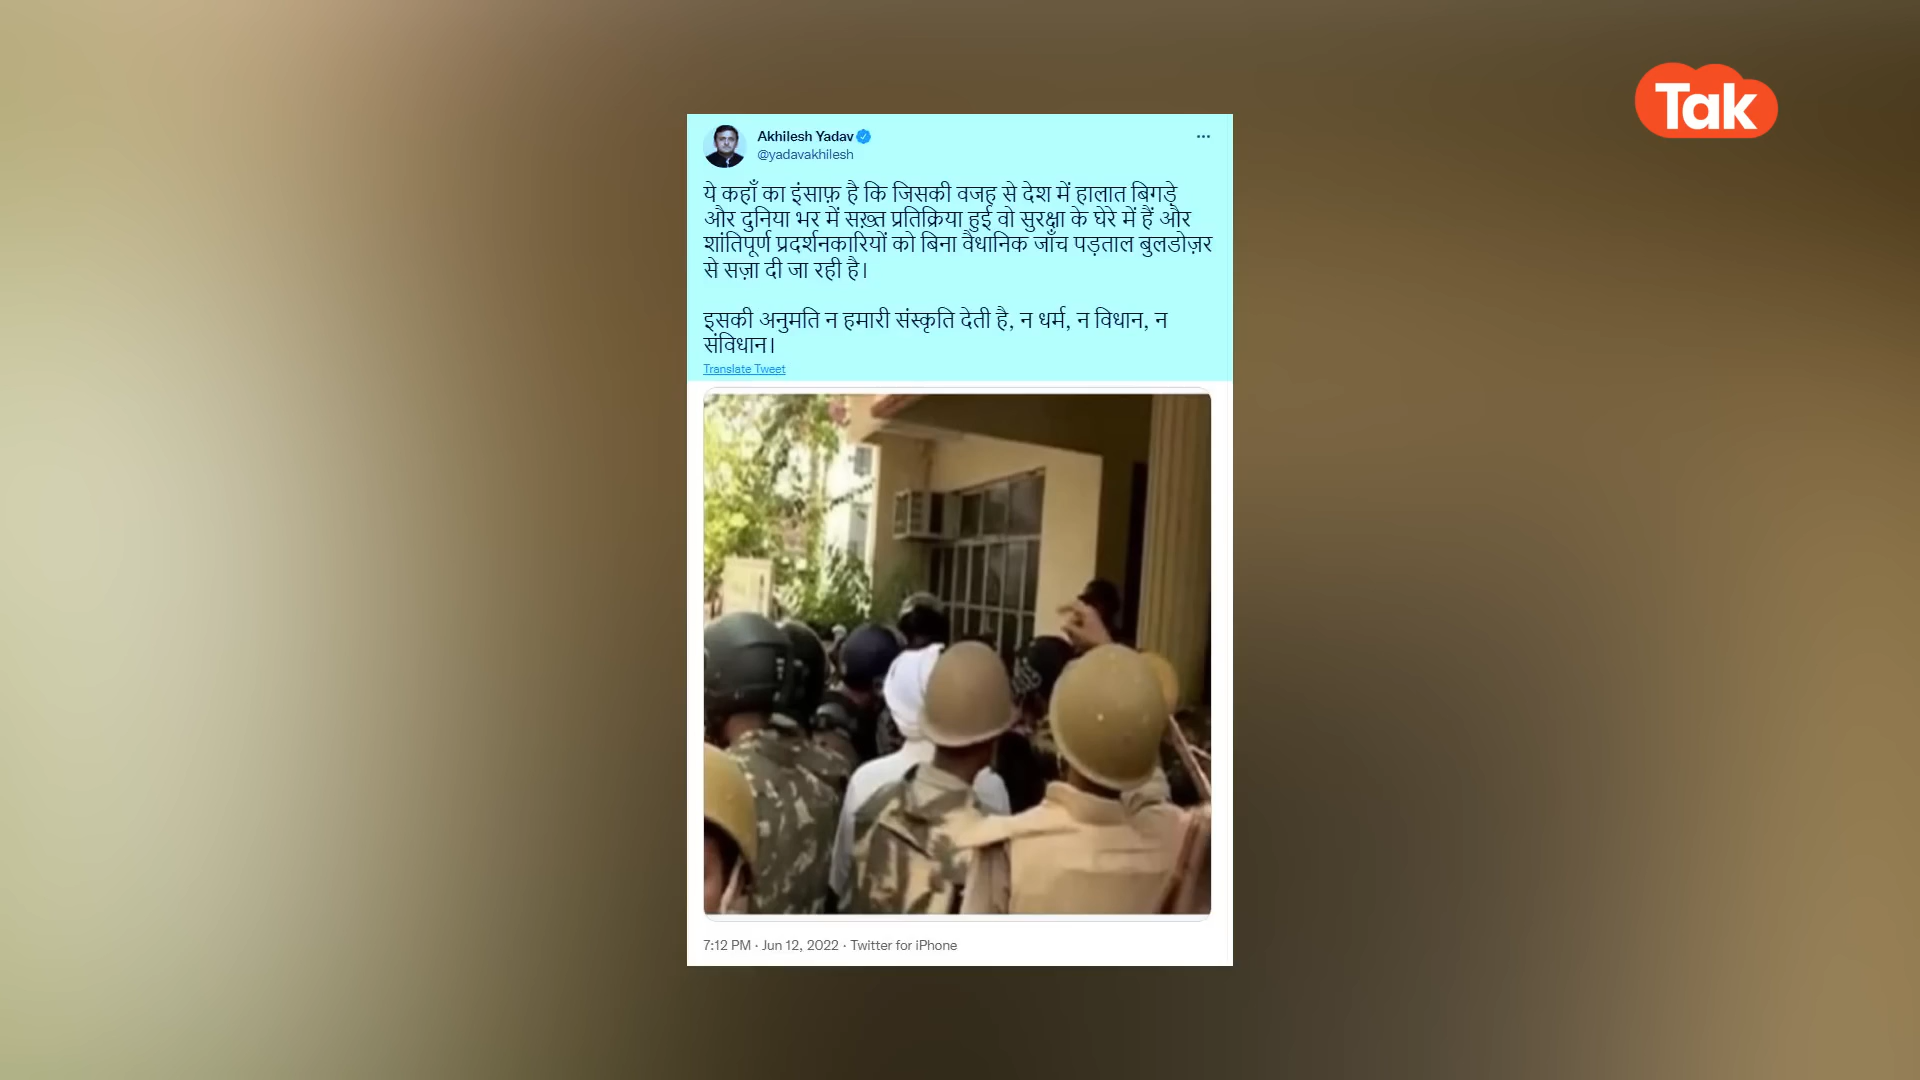 Tak
Akhilesh Yadav
@yadavakhilesh
ये कहाँ का इंसाफ़ है कि जिसकी वजह से देश में हालात बिगड़े
और दुनिया भर में सख़्त प्रतिक्रिया हुई वो सुरक्षा के घेरे में हैं और
शांतिपूर्ण प्रदर्शनकारियों को बिना वैधानिक जाँच पड़ताल बुलडोज़र
से सज़ा दी जा रही है।
इसकी अनुमति न हमारी संस्कृति देती है, न धर्म, न विधान, न
संविधान।
Translate Tweet
7:12 PM · Jun 12, 2022 · Twitter for iPhone